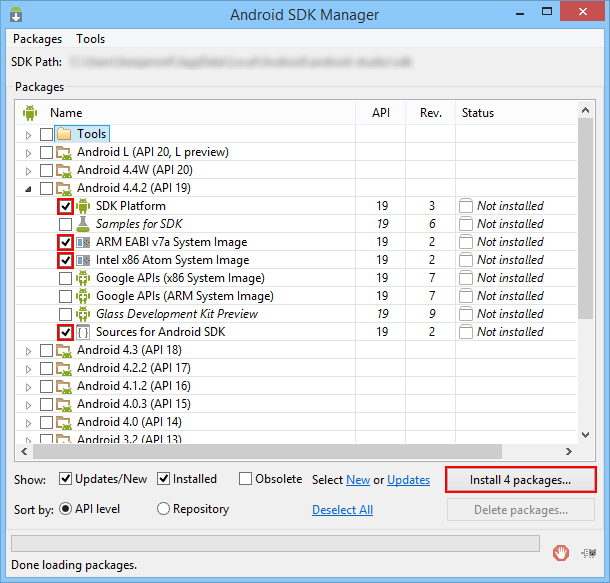 Android SDK Manager
Packages Tools
SDK Path:
Packages
Name API Rev. Status
Tools
Android L (API 20, L preview)
Android 4.4W (API 20)
Android 4.4.2 (API 19)
SDK Platform 19 3 Not installed
Samples for SDK 19 6 Not installed
ARM EABI v7a System Image 19 2 Not installed
Intel x86 Atom System Image 19 2 Not installed
Google APIs (x86 System Image) 19 7 Not installed
Google APIs (ARM System Image) 19 7 Not installed
Glass Development Kit Preview 19 9 Not installed
Sources for Android SDK 19 2 Not installed
Android 4.3 (API 18)
Android 4.2.2 (API 17)
Android 4.1.2 (API 16)
Android 4.0.3 (API 15)
Android 4.0 (API 14)
Android 3.2 (API 13)
Show: Updates/New Installed Obsolete Select New or Updates Install 4 packages...
Sort by: API level Repository Deselect All Delete packages...
Done loading packages.